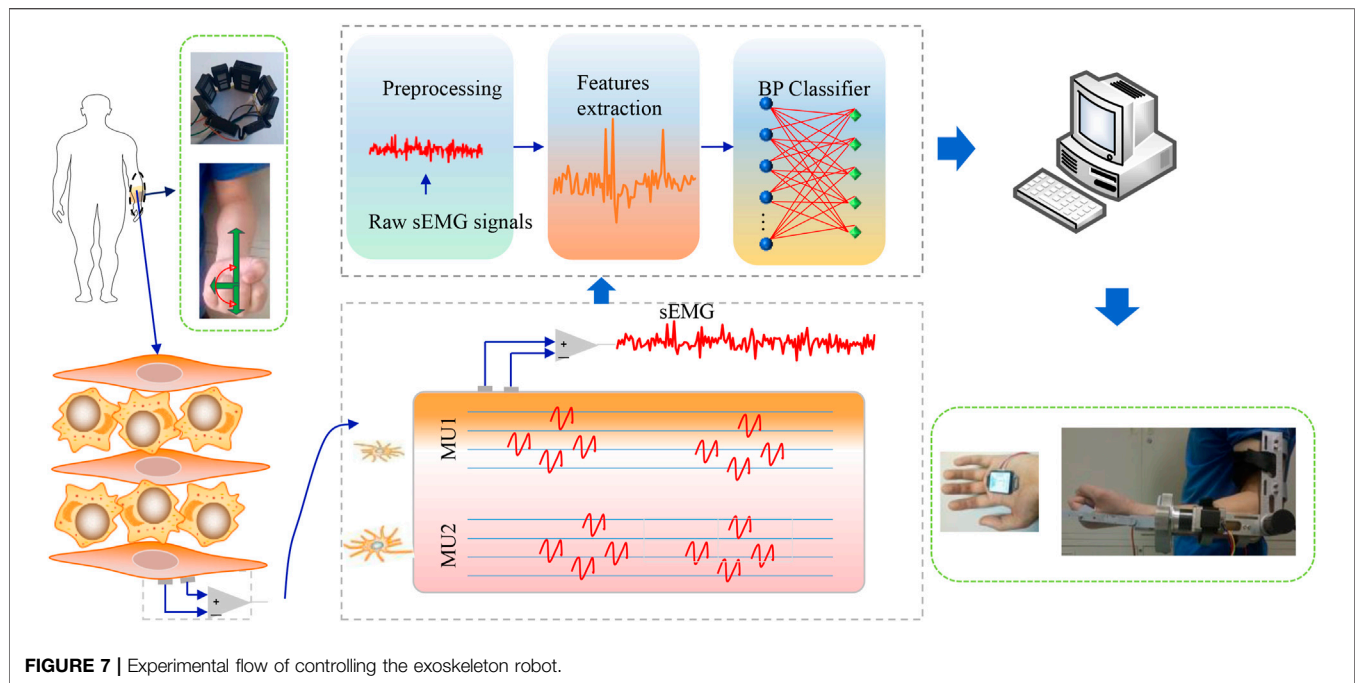 Preprocessing
Raw sEMG signals
Features
extraction
BP Classifier
sEMG
+
−
MU1
MU2
+
−
FIGURE 7 | Experimental flow of controlling the exoskeleton robot.